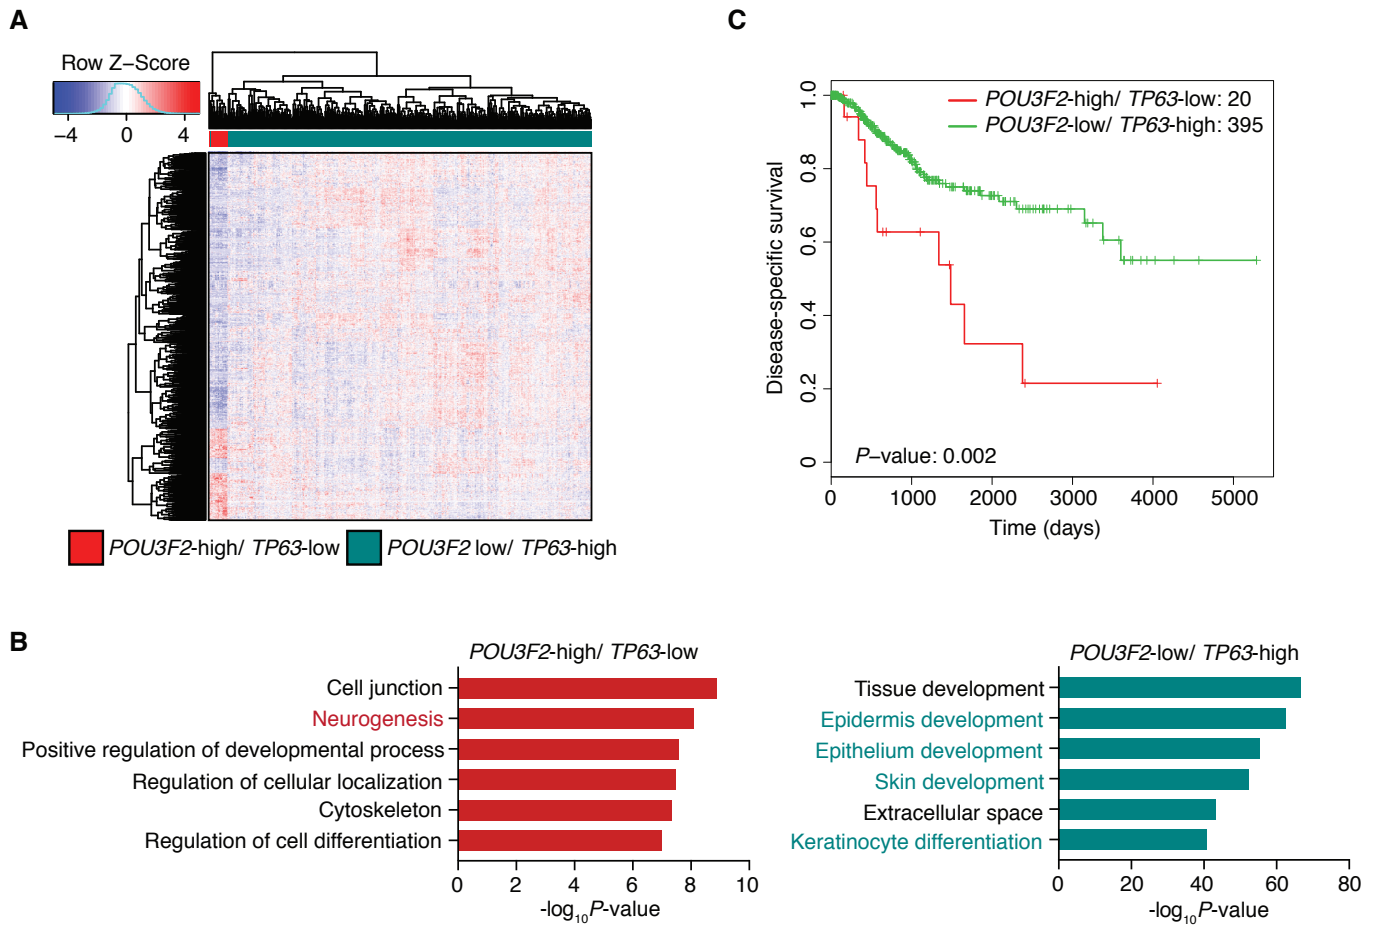 A
Row Z−Score
−4 0 4
POU3F2-high/ TP63-low
POU3F2 low/ TP63-high
C
Disease-specific survival
1.0
0.8
0.6
0.4
0.2
0
POU3F2-high/ TP63-low: 20
POU3F2-low/ TP63-high: 395
P−value: 0.002
0 1000 2000 3000 4000 5000
Time (days)
B
POU3F2-high/ TP63-low
Cell junction
Neurogenesis
Positive regulation of developmental process
Regulation of cellular localization
Cytoskeleton
Regulation of cell differentiation
0 2 4 6 8 10
-log10P-value
POU3F2-low/ TP63-high
Tissue development
Epidermis development
Epithelium development
Skin development
Extracellular space
Keratinocyte differentiation
0 20 40 60 80
-log10P-value